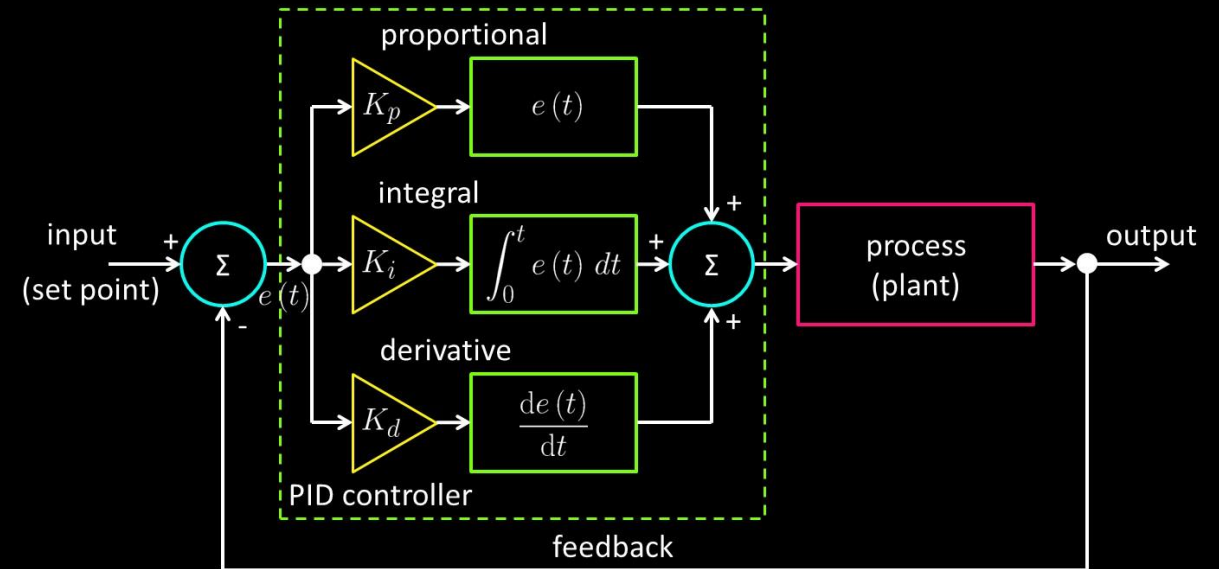 proportional
K_p
e (t)
integral
input
+
Σ
(set point)
e (t)
-
K_i
∫_0^t e (t) dt
+
+
Σ
+
process
(plant)
output
derivative
K_d
de (t)
dt
PID controller
feedback